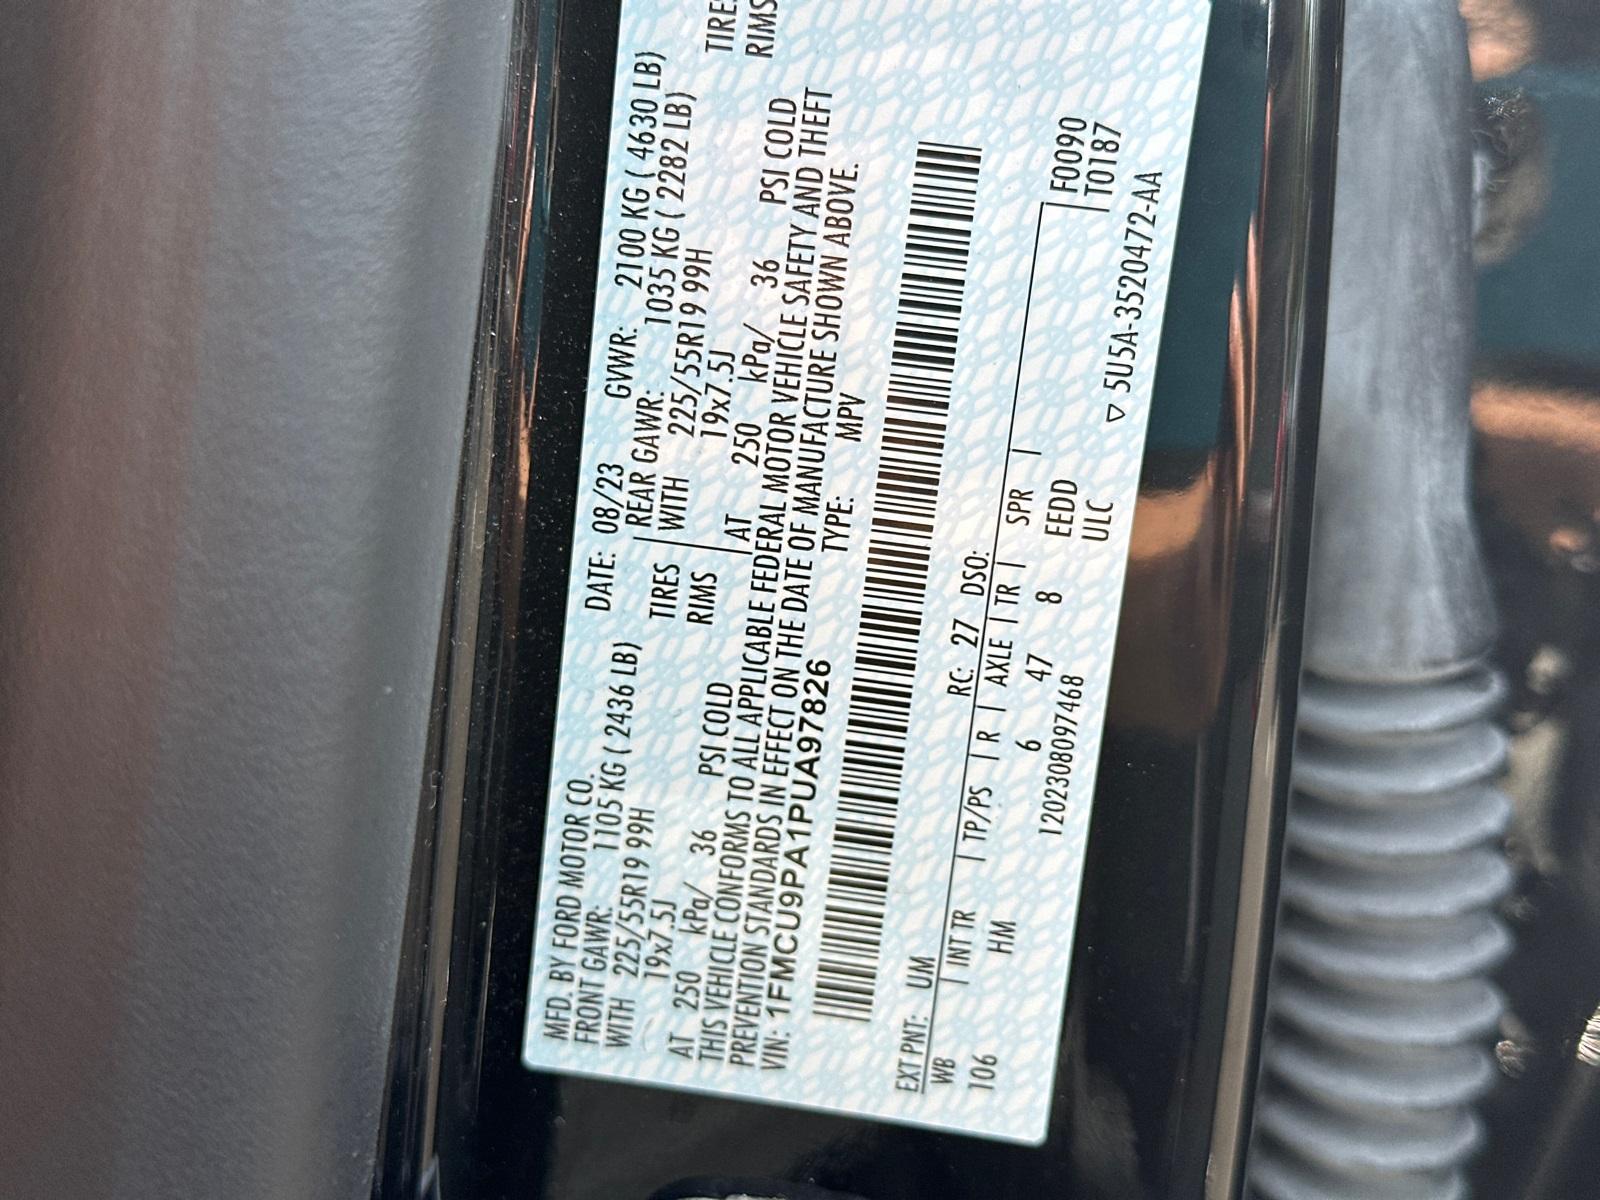 MFD. BY FORD MOTOR CO.
DATE: 08/23 GVWR: 2100 KG ( 4630 LB)
FRONT GAWR: 1105 KG ( 2436 LB)
REAR GAWR: 1035 KG ( 2282 LB)
WITH 225/55R19 99H TIRES
WITH 225/55R19 99H TIRES
19x7.5J RIMS
19x7.5J RIMS
AT 250 kPa/ 36 PSI COLD
AT 250 kPa/ 36 PSI COLD
THIS VEHICLE CONFORMS TO ALL APPLICABLE FEDERAL MOTOR VEHICLE SAFETY AND THEFT
PREVENTION STANDARDS IN EFFECT ON THE DATE OF MANUFACTURE SHOWN ABOVE.
VIN: 1FMCU9PA1PUA97826 TYPE: MPV
EXT PNT: UM RC: 27 DSO:
WB | INT TR | TP/PS | R | AXLE | TR | SPR | F0090
106 HM 6 47 8 EEDD T0187
1202308097468 ULC
▽ 5U5A-3520472-AA